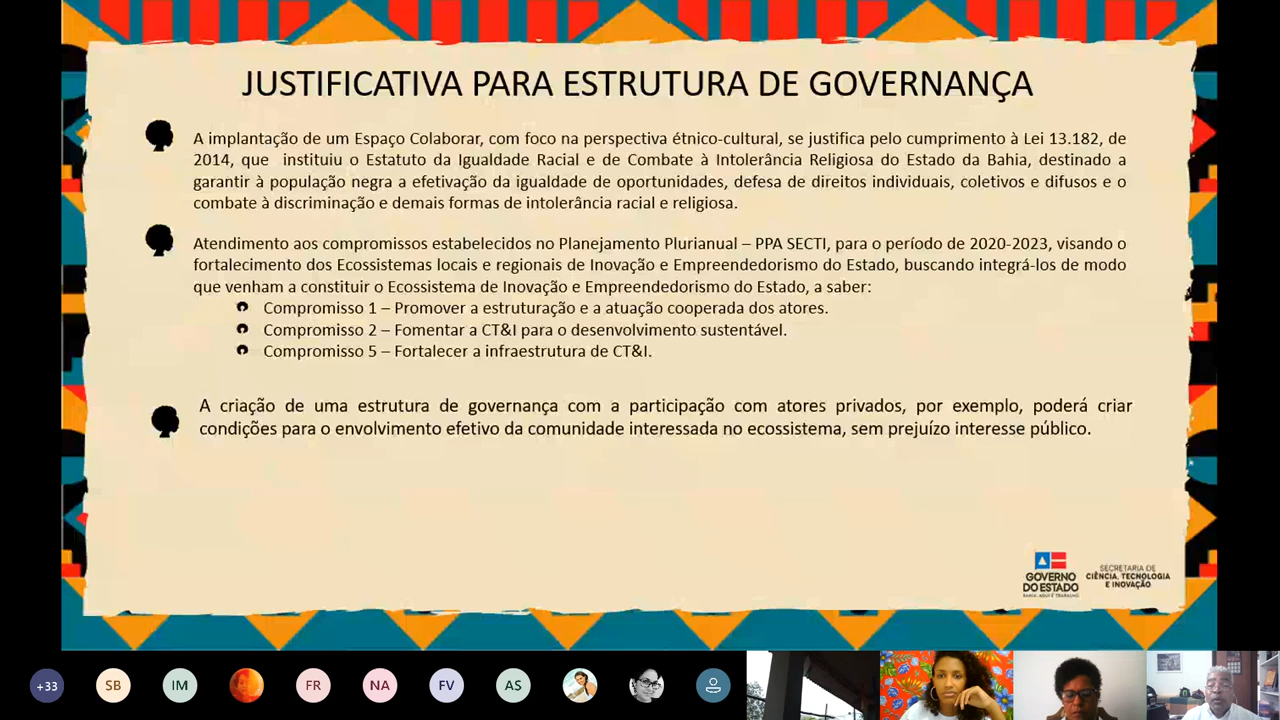 JUSTIFICATIVA PARA ESTRUTURA DE GOVERNANÇA
A implantação de um Espaço Colaborar, com foco na perspectiva étnico-cultural, se justifica pelo cumprimento à Lei 13.182, de
2014, que instituiu o Estatuto da Igualdade Racial e de Combate à Intolerância Religiosa do Estado da Bahia, destinado a
garantir à população negra a efetivação da igualdade de oportunidades, defesa de direitos individuais, coletivos e difusos e o
combate à discriminação e demais formas de intolerância racial e religiosa.
Atendimento aos compromissos estabelecidos no Planejamento Plurianual – PPA SECTI, para o período de 2020-2023, visando o
fortalecimento dos Ecossistemas locais e regionais de Inovação e Empreendedorismo do Estado, buscando integrá-los de modo
que venham a constituir o Ecossistema de Inovação e Empreendedorismo do Estado, a saber:
Compromisso 1 – Promover a estruturação e a atuação cooperada dos atores.
Compromisso 2 – Fomentar a CT&I para o desenvolvimento sustentável.
Compromisso 5 – Fortalecer a infraestrutura de CT&I.
A criação de uma estrutura de governança com a participação com atores privados, por exemplo, poderá criar
condições para o envolvimento efetivo da comunidade interessada no ecossistema, sem prejuízo interesse público.
GOVERNO
DO ESTADO
BAHIA. AQUI É TRABALHO.
SECRETARIA DE
CIÊNCIA, TECNOLOGIA
E INOVAÇÃO
+33 SB IM FR NA FV AS